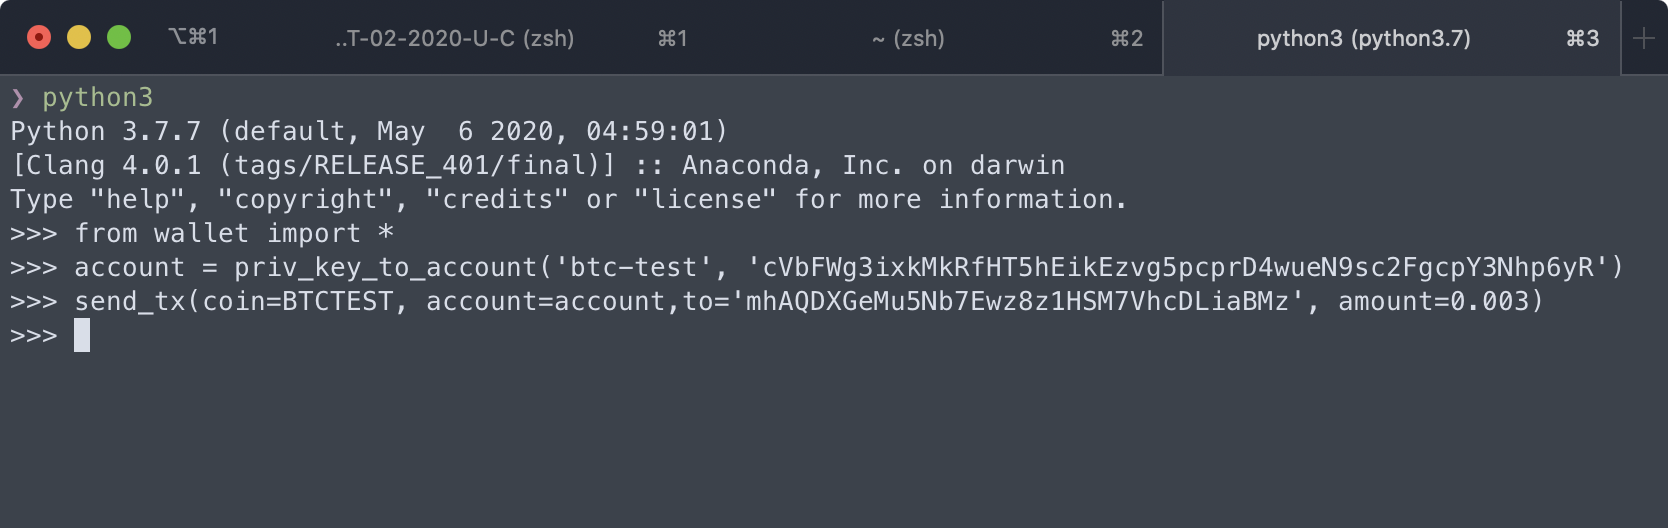 ⌥⌘1 ..T-02-2020-U-C (zsh) ⌘1 ~ (zsh) ⌘2 python3 (python3.7) ⌘3 +
❯ python3
Python 3.7.7 (default, May  6 2020, 04:59:01)
[Clang 4.0.1 (tags/RELEASE_401/final)] :: Anaconda, Inc. on darwin
Type "help", "copyright", "credits" or "license" for more information.
>>> from wallet import *
>>> account = priv_key_to_account('btc-test', 'cVbFWg3ixkMkRfHT5hEikEzvg5pcprD4wueN9sc2FgcpY3Nhp6yR')
>>> send_tx(coin=BTCTEST, account=account,to='mhAQDXGeMu5Nb7Ewz8z1HSM7VhcDLiaBMz', amount=0.003)
>>>